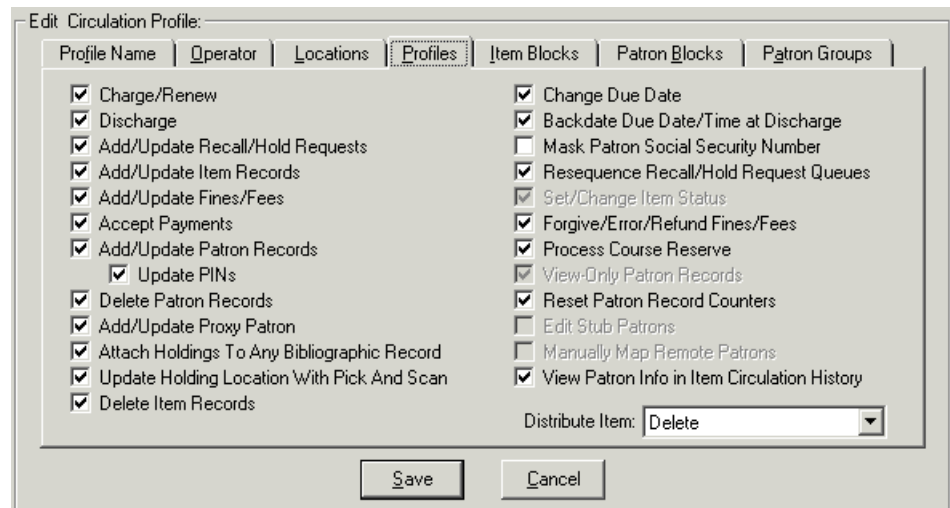 Edit Circulation Profile:
Profile Name
Operator
Locations
Profiles
Item Blocks
Patron Blocks
Patron Groups
Charge/Renew
Discharge
Add/Update Recall/Hold Requests
Add/Update Item Records
Add/Update Fines/Fees
Accept Payments
Add/Update Patron Records
Update PINs
Delete Patron Records
Add/Update Proxy Patron
Attach Holdings To Any Bibliographic Record
Update Holding Location With Pick And Scan
Delete Item Records
Change Due Date
Backdate Due Date/Time at Discharge
Mask Patron Social Security Number
Resequence Recall/Hold Request Queues
Set/Change Item Status
Forgive/Error/Refund Fines/Fees
Process Course Reserve
View-Only Patron Records
Reset Patron Record Counters
Edit Stub Patrons
Manually Map Remote Patrons
View Patron Info in Item Circulation History
Distribute Item: Delete
Save
Cancel